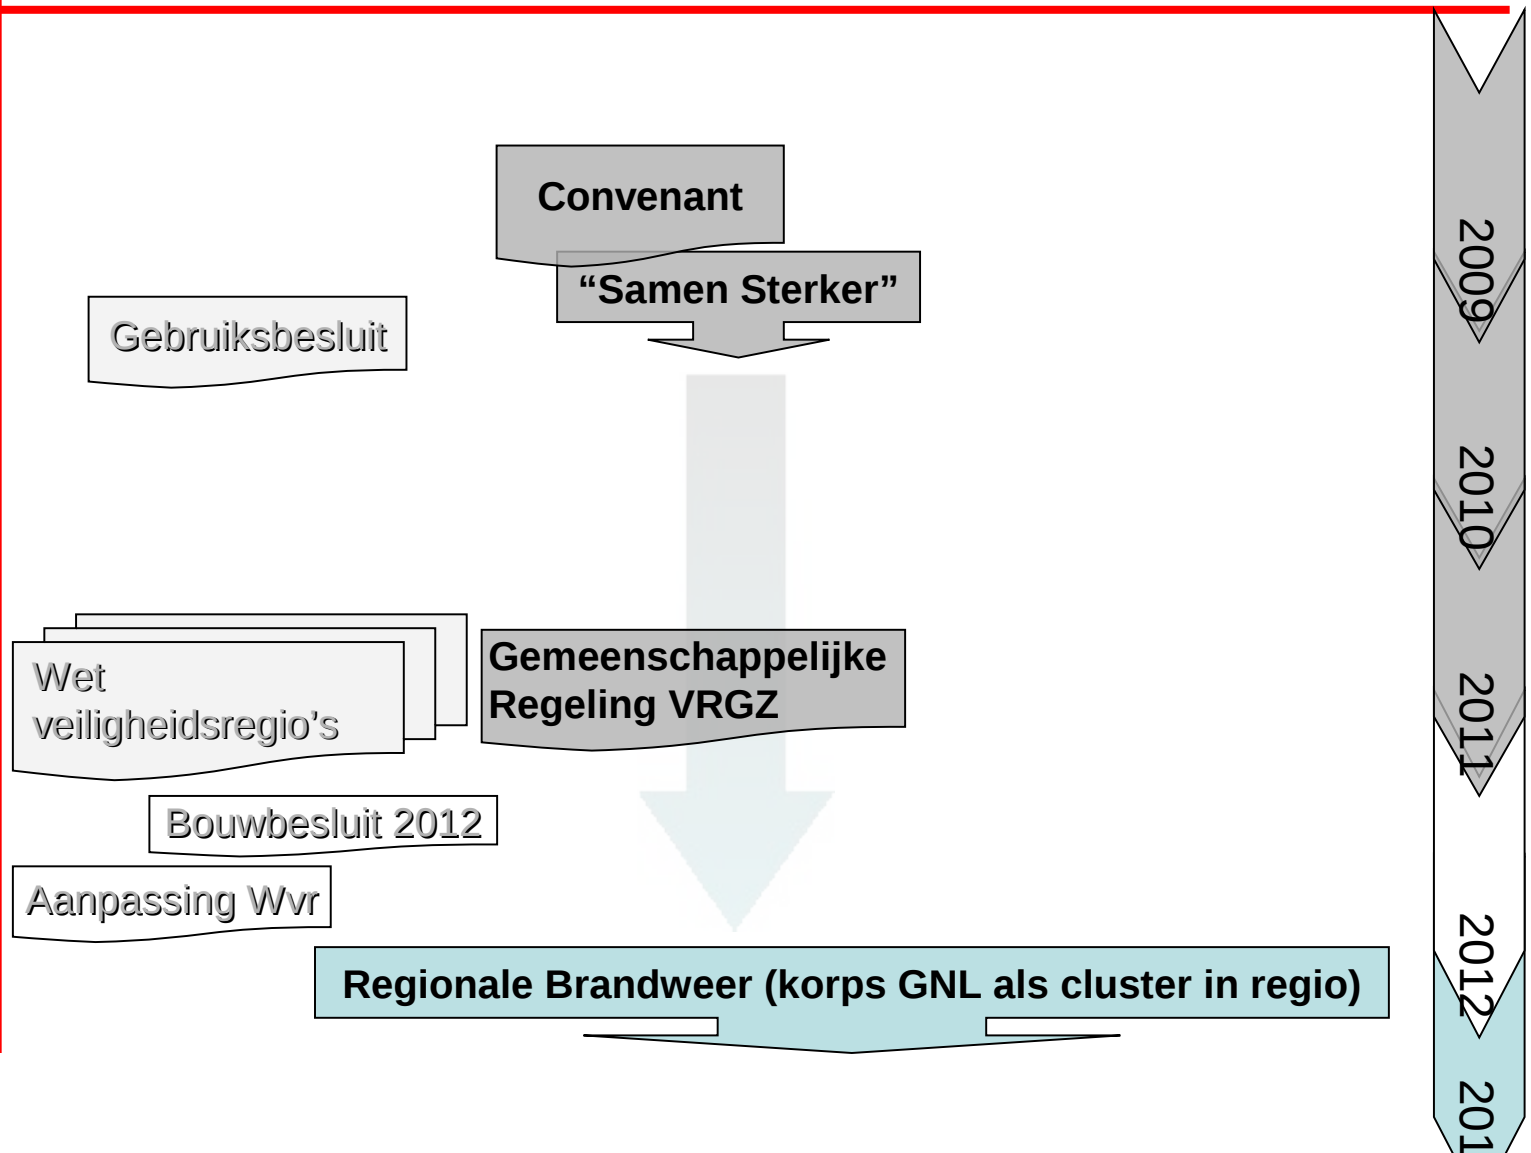 Convenant
“Samen Sterker”
Gebruiksbesluit
Wet
veiligheidsregio’s
Gemeenschappelijke
Regeling VRGZ
Bouwbesluit 2012
Aanpassing Wvr
Regionale Brandweer (korps GNL als cluster in regio)
2009
2010
2011
2012
201